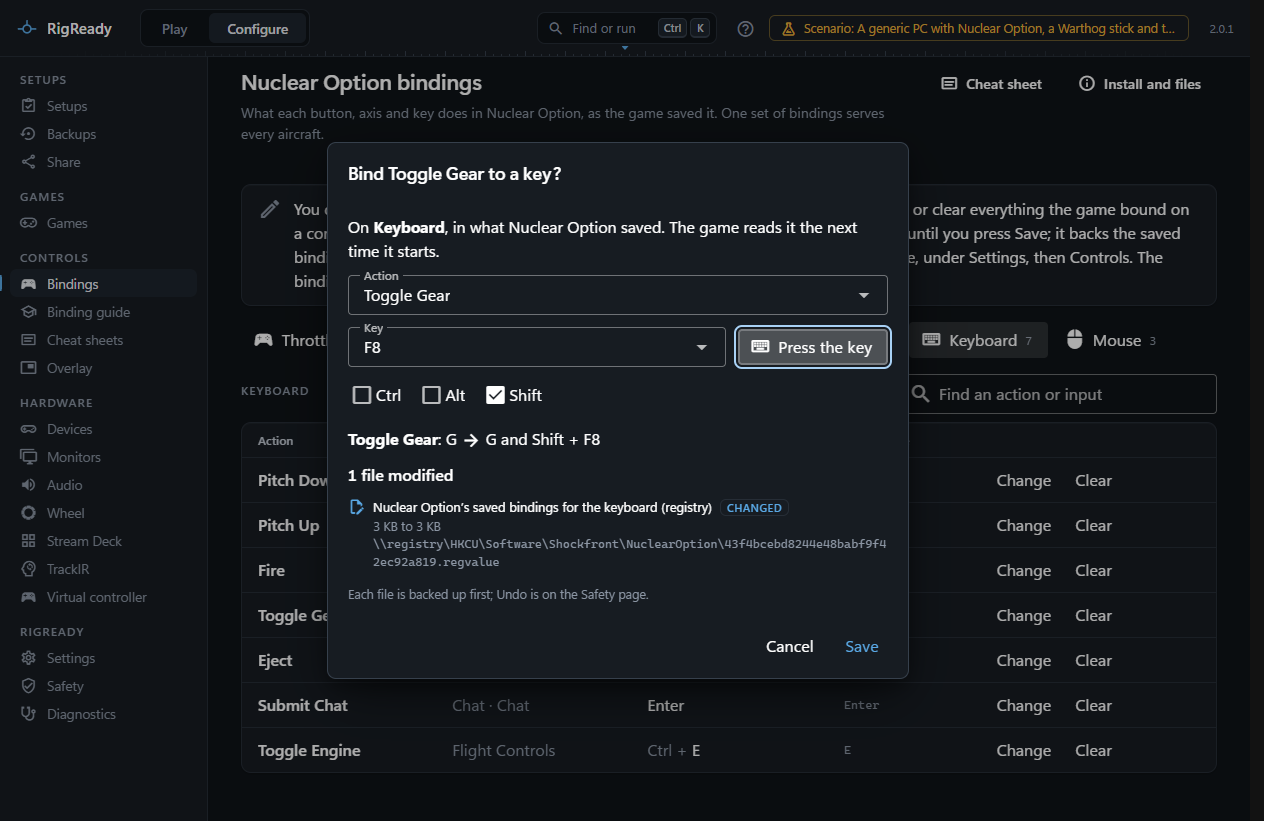 RigReady
Play
Configure
Find or run
Ctrl
K
Scenario: A generic PC with Nuclear Option, a Warthog stick and t...
2.0.1
SETUPS
Setups
Backups
Share
GAMES
Games
CONTROLS
Bindings
Binding guide
Cheat sheets
Overlay
HARDWARE
Devices
Monitors
Audio
Wheel
Stream Deck
TrackIR
Virtual controller
RIGREADY
Settings
Safety
Diagnostics
Nuclear Option bindings
Cheat sheet
Install and files
What each button, axis and key does in Nuclear Option, as the game saved it. One set of bindings serves
every aircraft.
or clear everything the game bound on
a
until you press Save; it backs the saved
under Settings, then Controls. The
Keyboard 7
Mouse 3
KEYBOARD
Find an action or input
Action
Pitch
Change
Clear
Pitch Up
Change
Clear
Fire
Change
Clear
Toggle
Change
Clear
Eject
Change
Clear
Submit Chat
Chat · Chat
Enter
Enter
Change
Clear
Toggle Engine
Flight Controls
Ctrl + E
E
Change
Clear
Bind Toggle Gear to a key?
On Keyboard, in what Nuclear Option saved. The game reads it the next
time it starts.
Action
Toggle Gear
Key
F8
Press the key
Ctrl
Alt
Shift
Toggle Gear: G → G and Shift + F8
1 file modified
Nuclear Option's saved bindings for the keyboard (registry)
CHANGED
3 KB to 3 KB
\\registry\HKCU\Software\Shockfront\NuclearOption\43f4bcebd8244e48babf9f4
2ec92a819.regvalue
Each file is backed up first; Undo is on the Safety page.
Cancel
Save